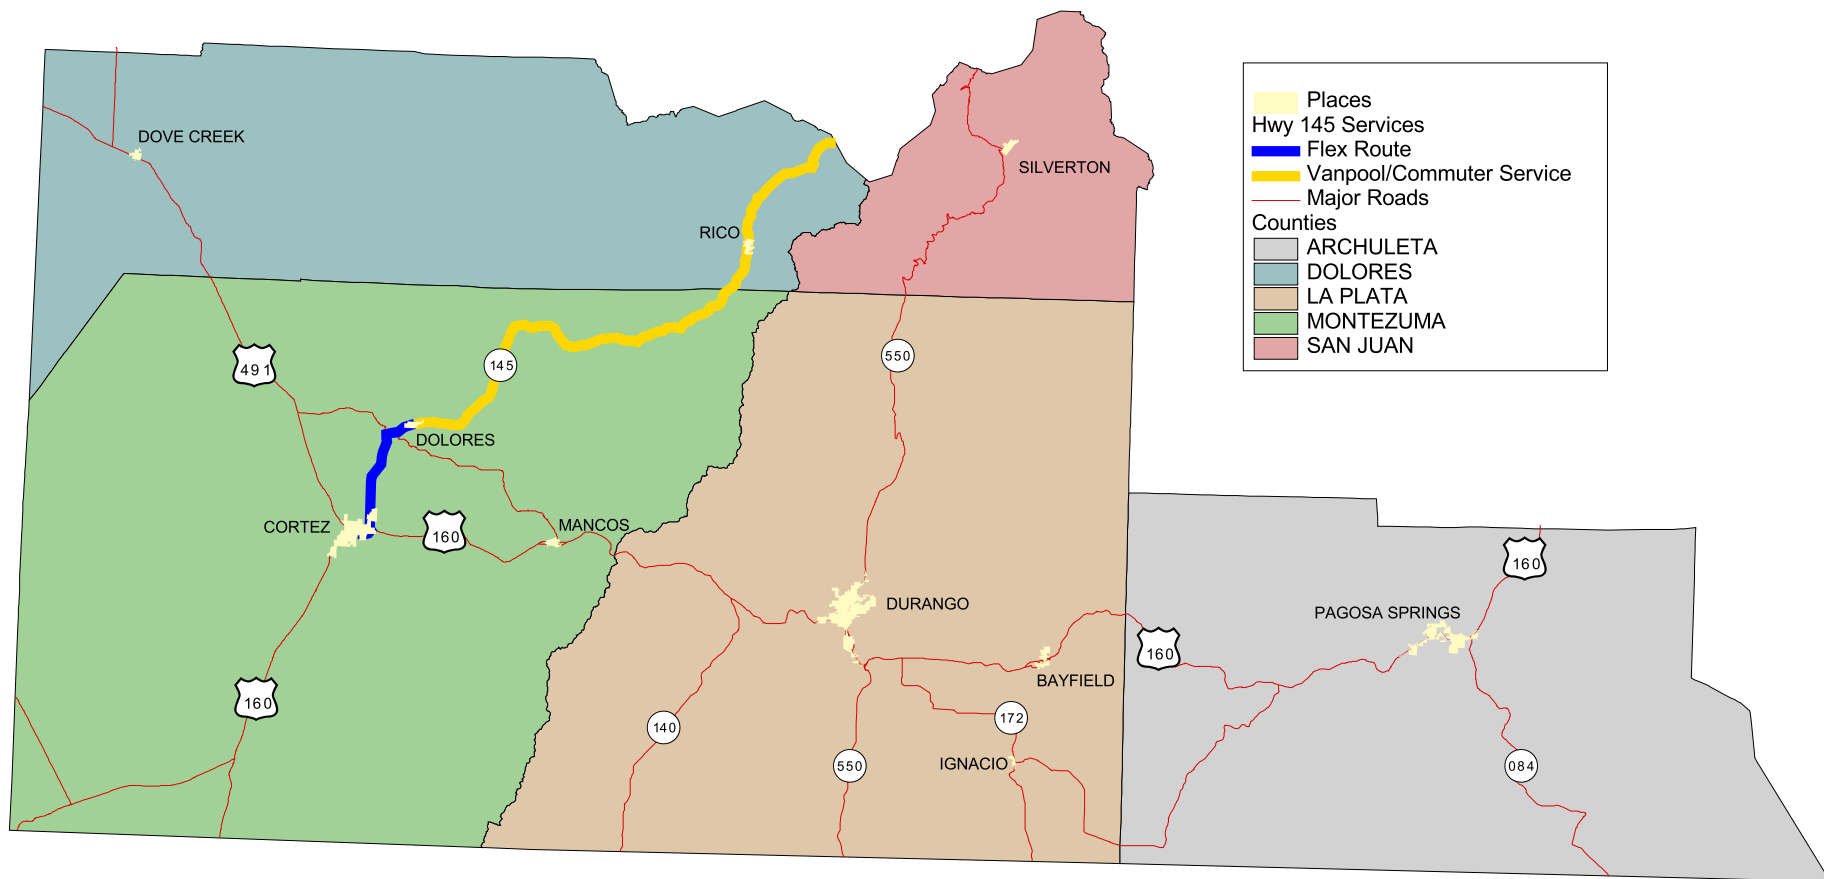 DOVE CREEK
SILVERTON
RICO
491
145
550
DOLORES
CORTEZ
160
MANCOS
160
DURANGO
PAGOSA SPRINGS
160
BAYFIELD
160
140
172
550
IGNACIO
084
Places
Hwy 145 Services
Flex Route
Vanpool/Commuter Service
Major Roads
Counties
ARCHULETA
DOLORES
LA PLATA
MONTEZUMA
SAN JUAN